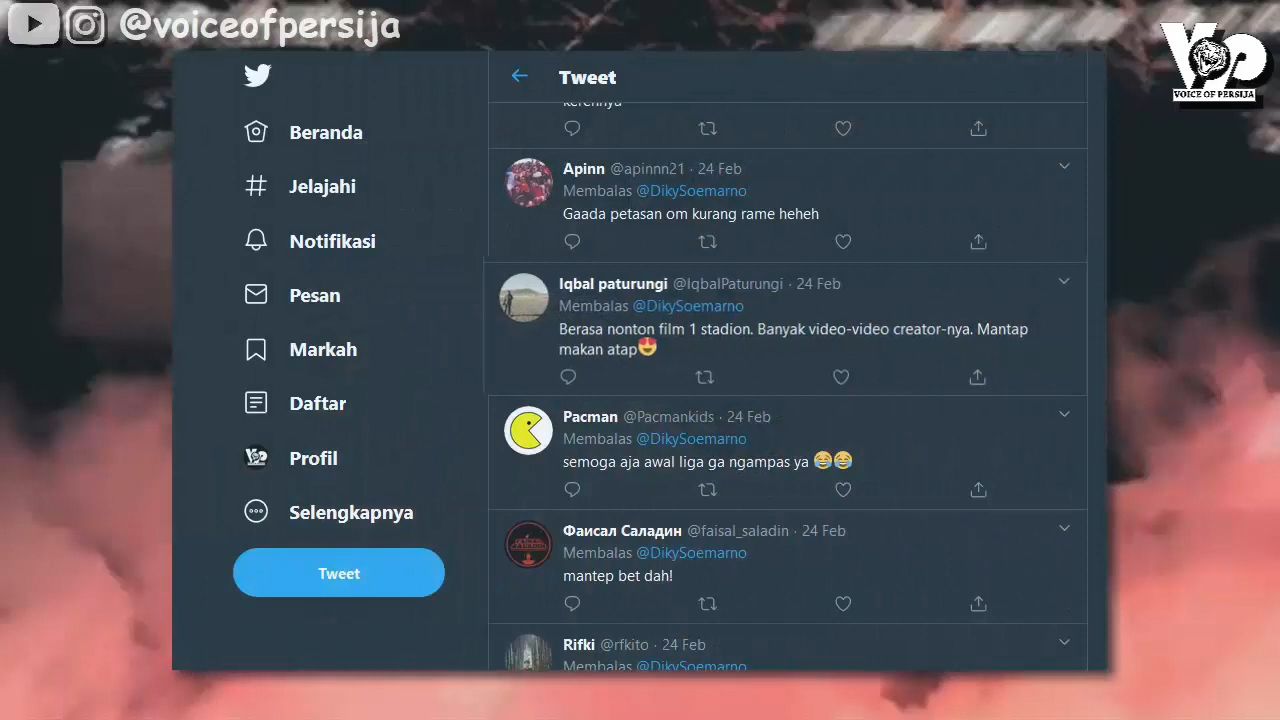 @voiceofpersija
VOICE OF PERSIJA
Beranda
Jelajahi
Notifikasi
Pesan
Markah
Daftar
Profil
Selengkapnya
Tweet
Tweet
kerennya
Apinn @apinnn21 · 24 Feb
Membalas @DikySoemarno
Gaada petasan om kurang rame heheh
Iqbal paturungi @IqbalPaturungi · 24 Feb
Membalas @DikySoemarno
Berasa nonton film 1 stadion. Banyak video-video creator-nya. Mantap
makan atap😍
Pacman @Pacmankids · 24 Feb
Membalas @DikySoemarno
semoga aja awal liga ga ngampas ya 😂😂
Фаисал Саладин @faisal_saladin · 24 Feb
Membalas @DikySoemarno
mantep bet dah!
Rifki @rfkito · 24 Feb
Membalas @DikySoemarno